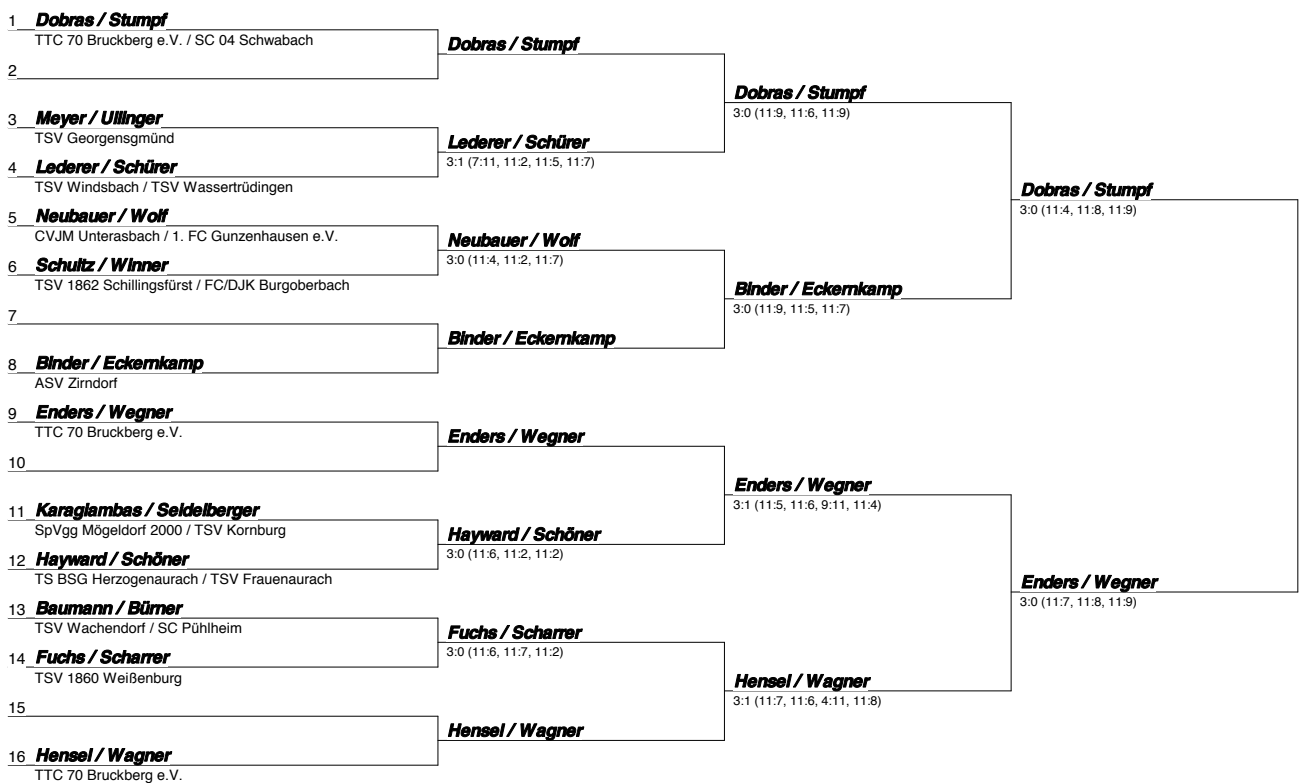 1 Dobras / Stumpf
TTC 70 Bruckberg e.V. / SC 04 Schwabach
2
3 Meyer / Ullinger
TSV Georgensgmünd
4 Lederer / Schürer
TSV Windsbach / TSV Wassertrüdingen
5 Neubauer / Wolf
CVJM Unterasbach / 1. FC Gunzenhausen e.V.
6 Schultz / Winner
TSV 1862 Schillingsfürst / FC/DJK Burgoberbach
7
8 Binder / Eckernkamp
ASV Zirndorf
9 Enders / Wegner
TTC 70 Bruckberg e.V.
10
11 Karagiambas / Seidelberger
SpVgg Mögeldorf 2000 / TSV Kornburg
12 Hayward / Schöner
TS BSG Herzogenaurach / TSV Frauenaurach
13 Baumann / Bürner
TSV Wachendorf / SC Pühlheim
14 Fuchs / Scharrer
TSV 1860 Weißenburg
15
16 Hensel / Wagner
TTC 70 Bruckberg e.V.
Dobras / Stumpf
Lederer / Schürer
3:1 (7:11, 11:2, 11:5, 11:7)
Neubauer / Wolf
3:0 (11:4, 11:2, 11:7)
Binder / Eckernkamp
Enders / Wegner
Hayward / Schöner
3:0 (11:6, 11:2, 11:2)
Fuchs / Scharrer
3:0 (11:6, 11:7, 11:2)
Hensel / Wagner
Dobras / Stumpf
3:0 (11:9, 11:6, 11:9)
Binder / Eckernkamp
3:0 (11:9, 11:5, 11:7)
Enders / Wegner
3:1 (11:5, 11:6, 9:11, 11:4)
Hensel / Wagner
3:1 (11:7, 11:6, 4:11, 11:8)
Dobras / Stumpf
3:0 (11:4, 11:8, 11:9)
Enders / Wegner
3:0 (11:7, 11:8, 11:9)